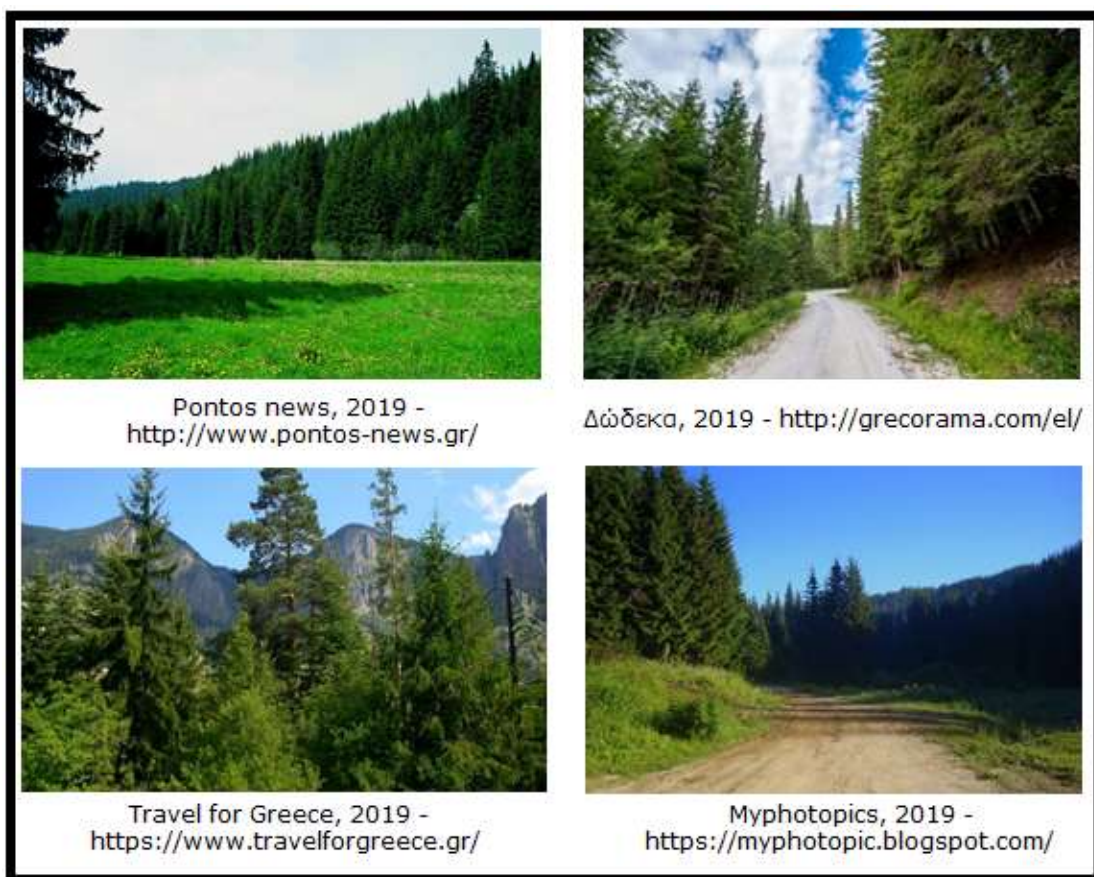 Pontos news, 2019 -
http://www.pontos-news.gr/
Δώδεκα, 2019 - http://grecorama.com/el/
Travel for Greece, 2019 -
https://www.travelforgreece.gr/
Myphotopics, 2019 -
https://myphotopic.blogspot.com/